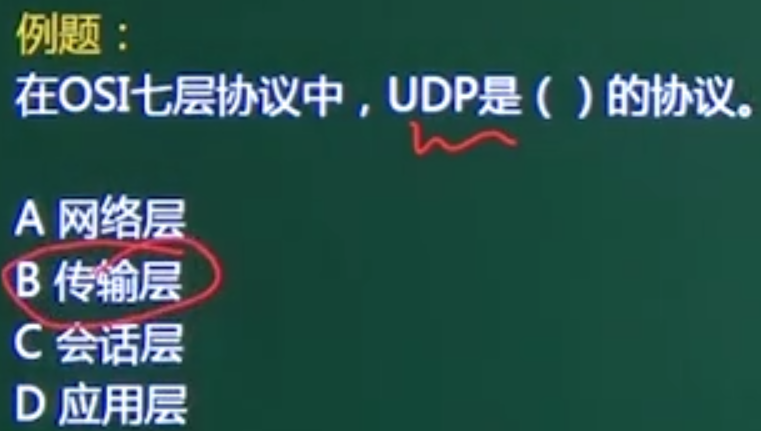 例题：
在OSI七层协议中，UDP是（ ）的协议。
A 网络层
B 传输层
C 会话层
D 应用层